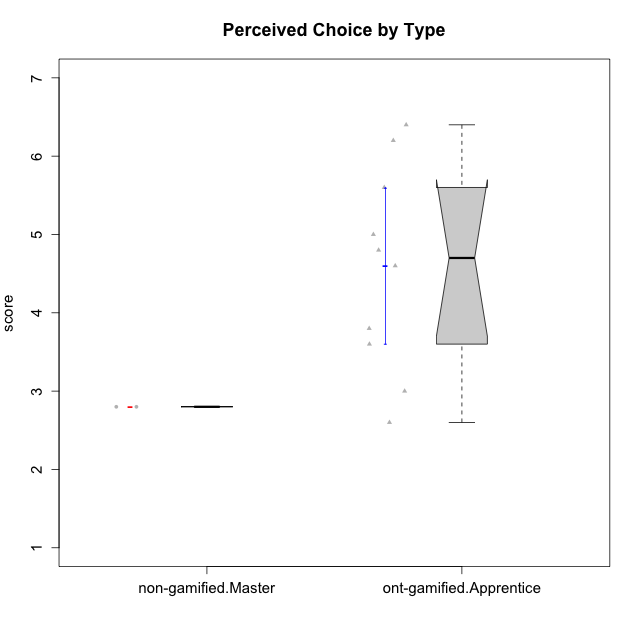 Perceived Choice by Type
7
6
5
4
3
2
1
score
non-gamified.Master
ont-gamified.Apprentice